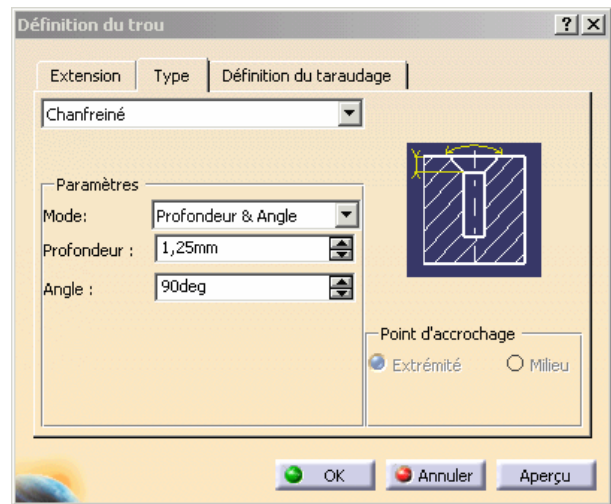 Définition du trou
Extension Type Définition du taraudage
Chanfreiné
Paramètres
Mode: Profondeur & Angle
Profondeur : 1,25mm
Angle : 90deg
Point d'accrochage
Extrémité Milieu
OK Annuler Aperçu